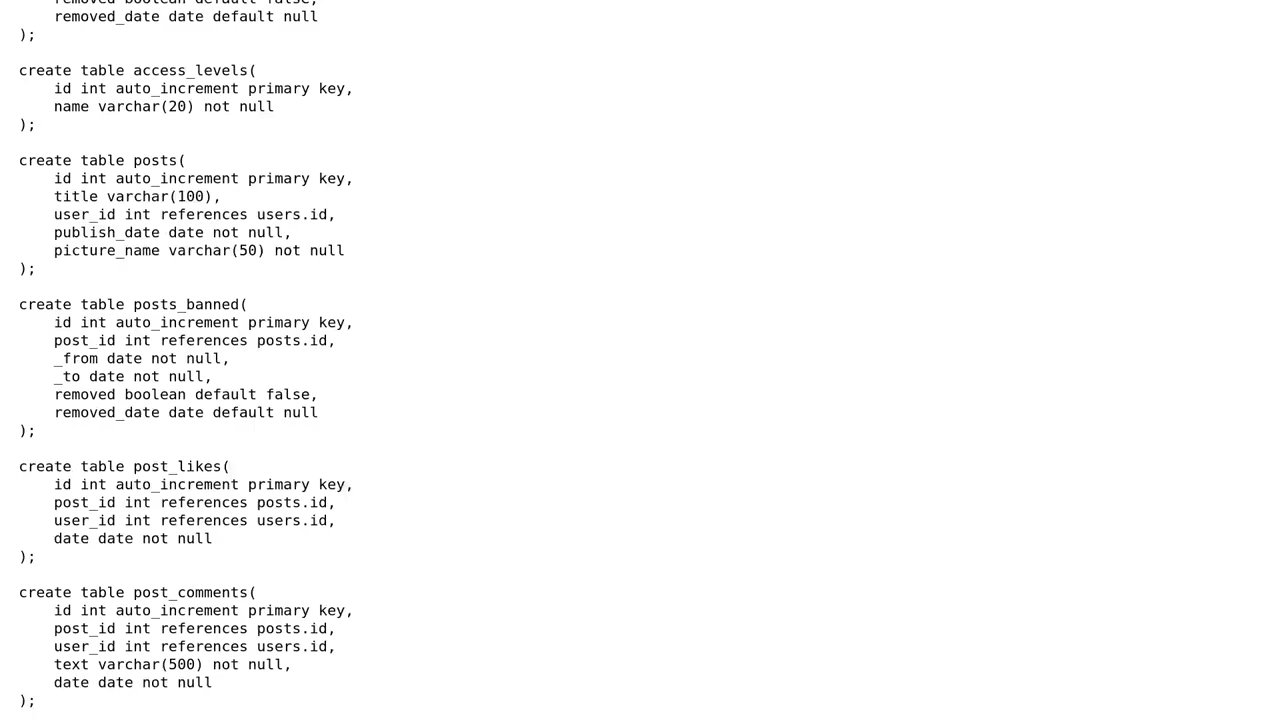 removed boolean default false,
    removed_date date default null
);

create table access_levels(
    id int auto_increment primary key,
    name varchar(20) not null
);

create table posts(
    id int auto_increment primary key,
    title varchar(100),
    user_id int references users.id,
    publish_date date not null,
    picture_name varchar(50) not null
);

create table posts_banned(
    id int auto_increment primary key,
    post_id int references posts.id,
    _from date not null,
    _to date not null,
    removed boolean default false,
    removed_date date default null
);

create table post_likes(
    id int auto_increment primary key,
    post_id int references posts.id,
    user_id int references users.id,
    date date not null
);

create table post_comments(
    id int auto_increment primary key,
    post_id int references posts.id,
    user_id int references users.id,
    text varchar(500) not null,
    date date not null
);